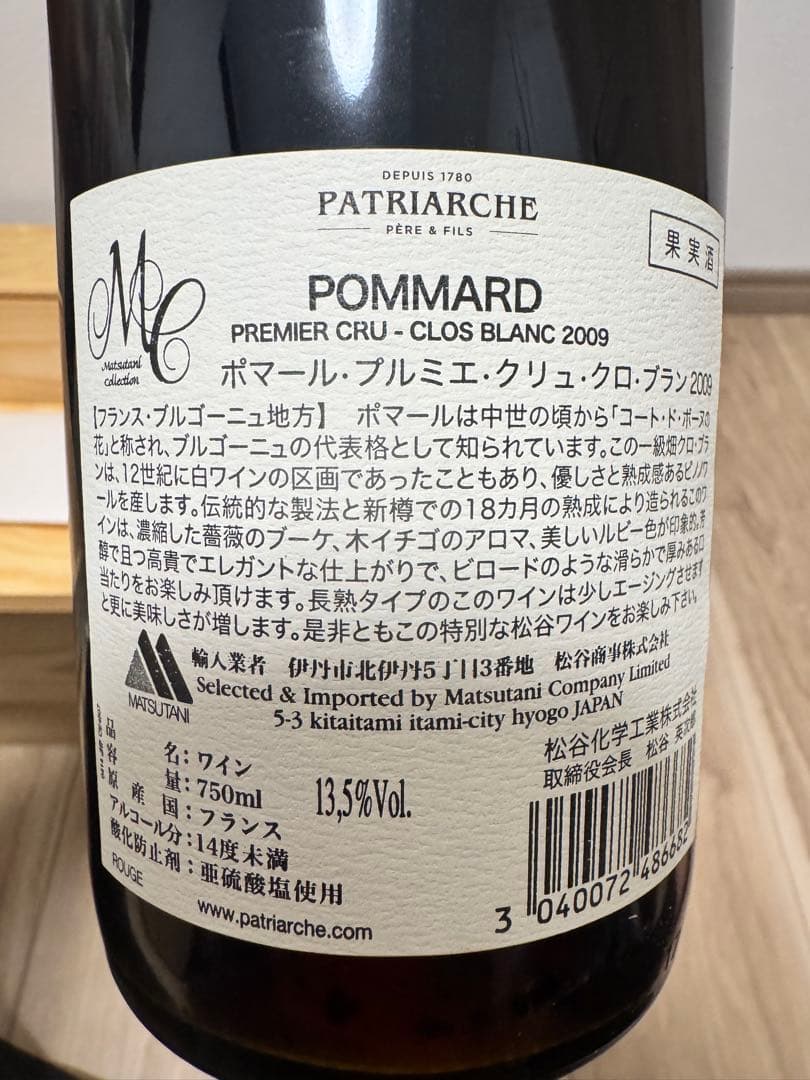 DEPUIS 1780
PATRIARCHE
PÈRE & FILS
果実酒
MC
Matsutani
collection
POMMARD
PREMIER CRU - CLOS BLANC 2009
ポマール・プルミエ・クリュ・クロ・ブラン 2009
【フランス・ブルゴーニュ地方】 ポマールは中世の頃から「コート・ド・ボーヌの
花」と称され、ブルゴーニュの代表格として知られています。この一級畑クロ・ブラ
ンは、12世紀に白ワインの区画であったこともあり、優しさと熟成感あるピノノワ
ールを産します。伝統的な製法と新樽での18カ月の熟成により造られるこのワ
インは、濃縮した薔薇のブーケ、木イチゴのアロマ、美しいルビー色が印象的。芳
醇で且つ高貴でエレガントな仕上がりで、ビロードのような滑らかで厚みある口
当たりをお楽しみ頂けます。長熟タイプのこのワインは少しエージングさせます
と更に美味しさが増します。是非ともこの特別な松谷ワインをお楽しみ下さい。
MATSUTANI
輸入業者 伊丹市北伊丹5丁目3番地 松谷商事株式会社
Selected & Imported by Matsutani Company Limited
5-3 kitaitami itami-city hyogo JAPAN
松谷化学工業株式会社
取締役会長 松谷 英次郎
品名:ワイン
容量:750ml
原産国:フランス
アルコール分:14度未満
酸化防止剤:亜硫酸塩使用
13,5%Vol.
ROUGE
www.patriarche.com
3 040072 486682